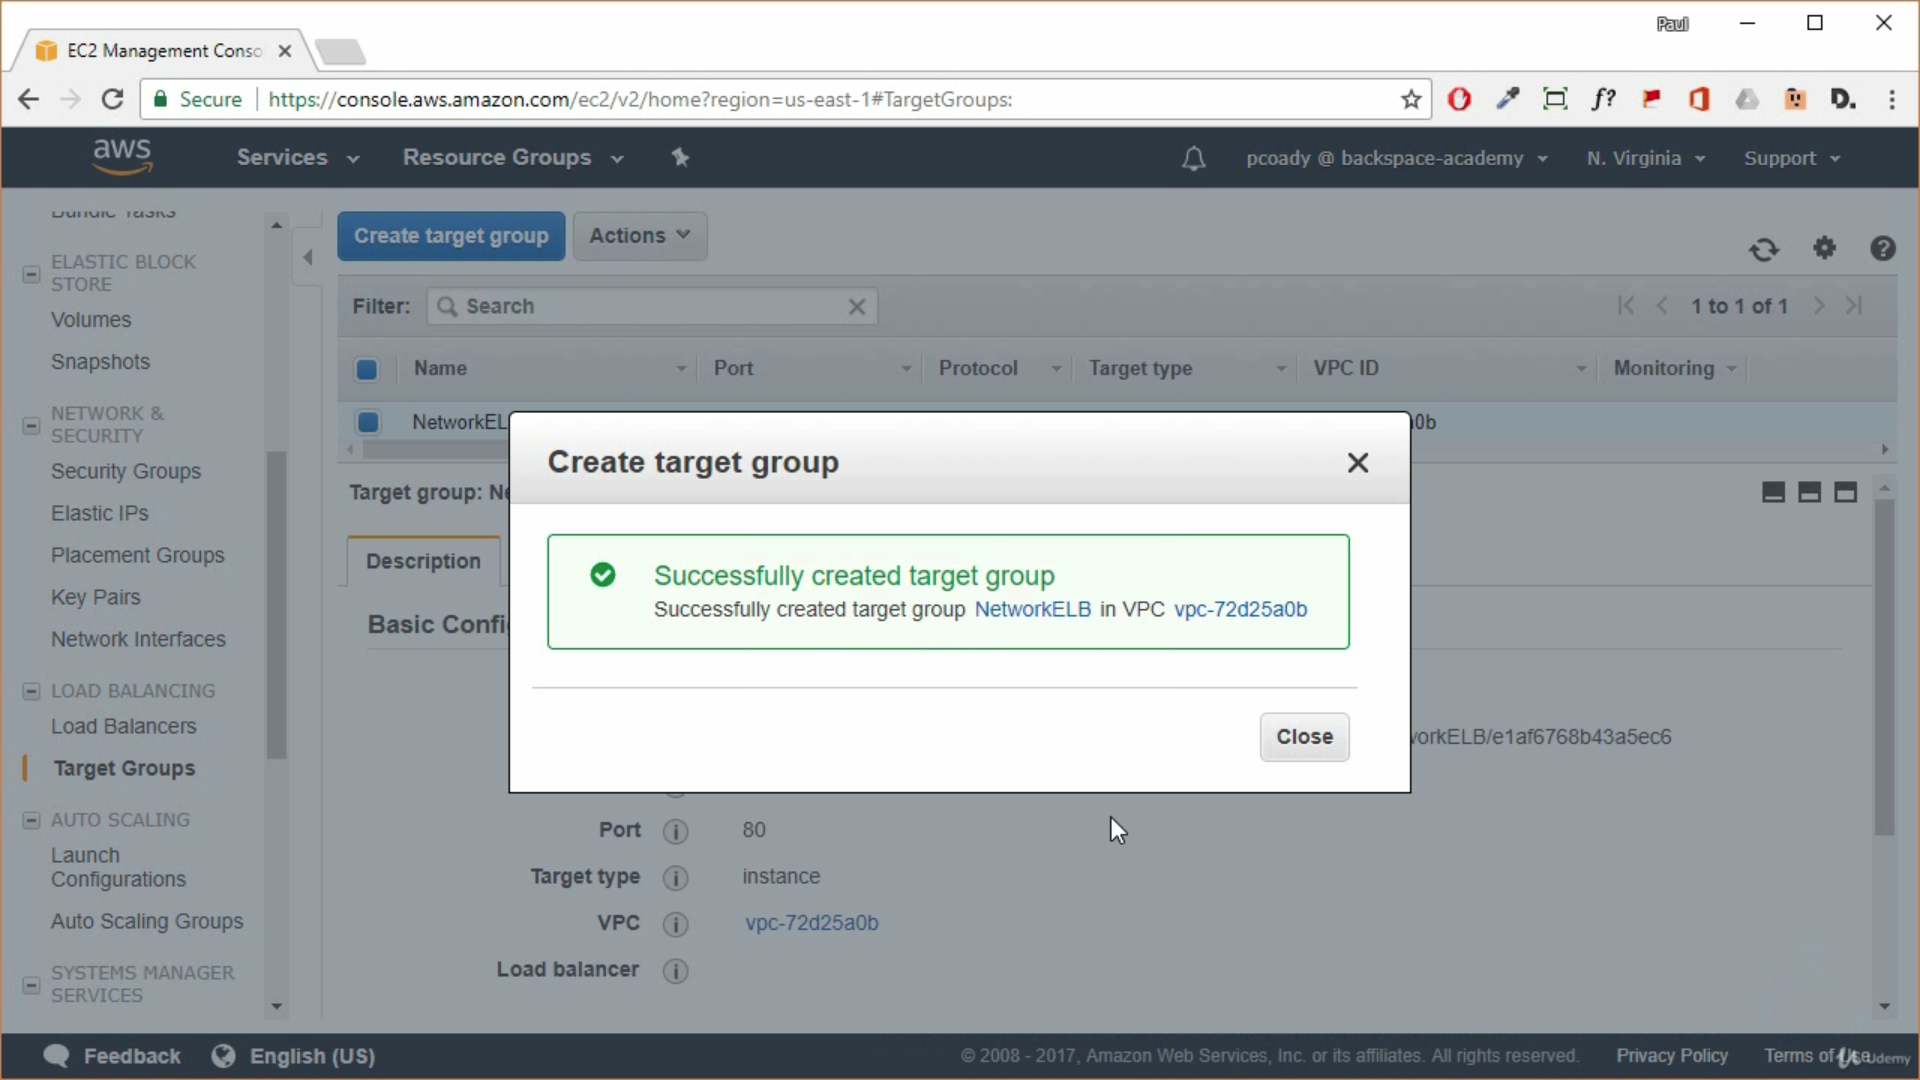 Paul
EC2 Management Conso
Secure
https://console.aws.amazon.com/ec2/v2/home?region=us-east-1#TargetGroups:
f?
D.
aws
Services
Resource Groups
pcoady @ backspace-academy
N. Virginia
Support
Bundle Tasks
ELASTIC BLOCK
STORE
Volumes
Snapshots
NETWORK &
SECURITY
Security Groups
Elastic IPs
Placement Groups
Key Pairs
Network Interfaces
LOAD BALANCING
Load Balancers
Target Groups
AUTO SCALING
Launch
Configurations
Auto Scaling Groups
SYSTEMS MANAGER
SERVICES
Create target group
Actions
Filter:
Search
1 to 1 of 1
Name
Port
Protocol
Target type
VPC ID
Monitoring
NetworkEL
a0b
Target group: Ne
Description
Basic Config
Create target group
Successfully created target group
Successfully created target group NetworkELB in VPC vpc-72d25a0b
Close
workELB/e1af6768b43a5ec6
Port
80
Target type
instance
VPC
vpc-72d25a0b
Load balancer
Feedback
English (US)
© 2008 - 2017, Amazon Web Services, Inc. or its affiliates. All rights reserved.
Privacy Policy
Terms of Use
Udemy